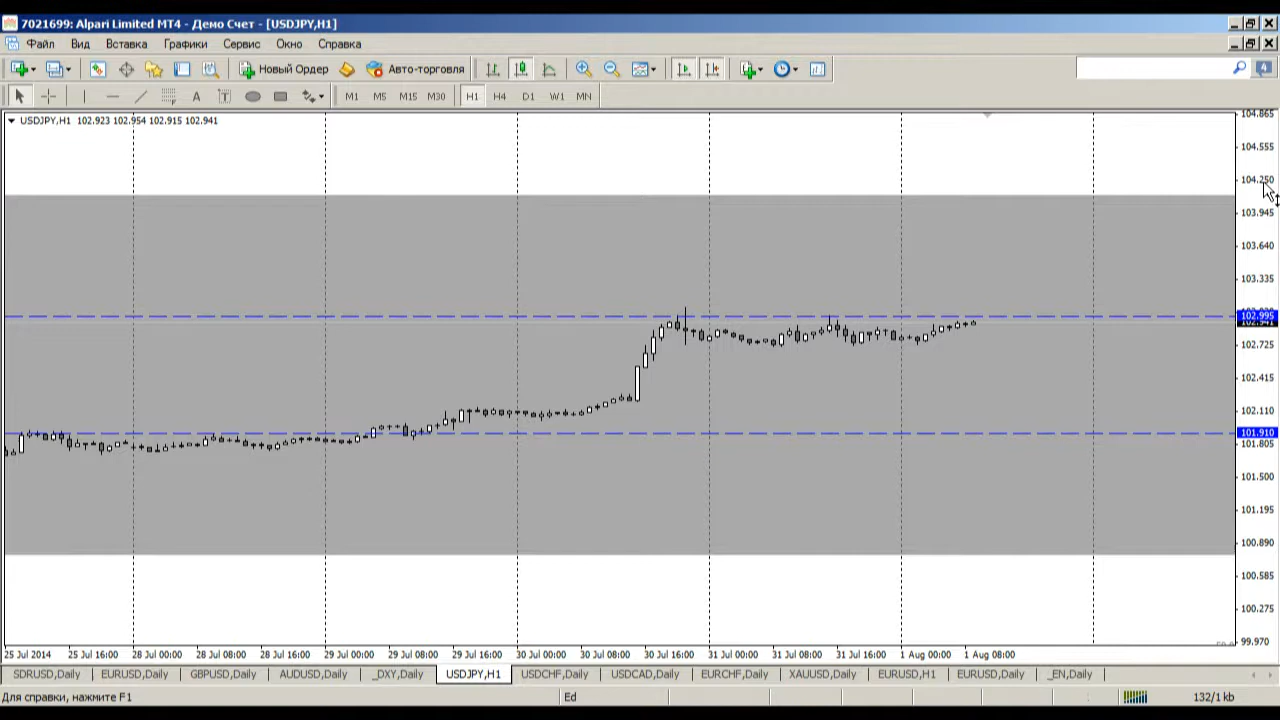 7021699: Alpari Limited MT4 - Демо Счет - [USDJPY,H1]
Файл Вид Вставка Графики Сервис Окно Справка
Новый Ордер Авто-торговля
A T M1 M5 M15 M30 H1 H4 D1 W1 MN
USDJPY,H1 102.923 102.954 102.915 102.941
104.865
104.555
104.250
103.945
103.640
103.335
102.995
102.941
102.725
102.415
102.110
101.910
101.805
101.500
101.195
100.890
100.585
100.275
99.970
25 Jul 2014 25 Jul 16:00 28 Jul 00:00 28 Jul 08:00 28 Jul 16:00 29 Jul 00:00 29 Jul 08:00 29 Jul 16:00 30 Jul 00:00 30 Jul 08:00 30 Jul 16:00 31 Jul 00:00 31 Jul 08:00 31 Jul 16:00 1 Aug 00:00 1 Aug 08:00
SDRUSD,Daily EURUSD,Daily GBPUSD,Daily AUDUSD,Daily _DXY,Daily USDJPY,H1 USDCHF,Daily USDCAD,Daily EURCHF,Daily XAUUSD,Daily EURUSD,H1 EURUSD,Daily _EN,Daily
Для справки, нажмите F1 Ed 132/1 kb